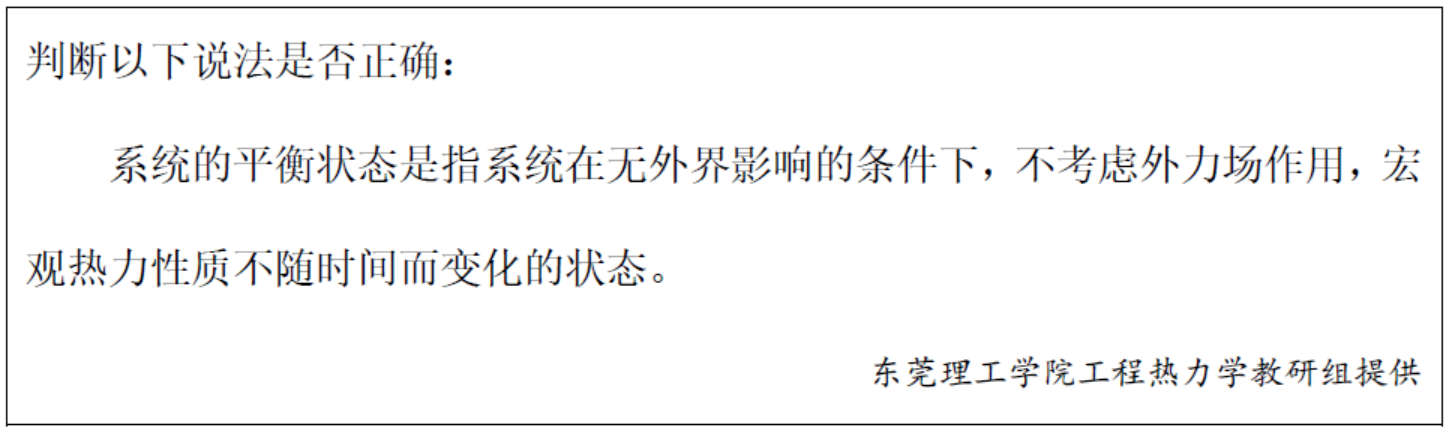 判断以下说法是否正确：
系统的平衡状态是指系统在无外界影响的条件下，不考虑外力场作用，宏
观热力性质不随时间而变化的状态。
东莞理工学院工程热力学教研组提供